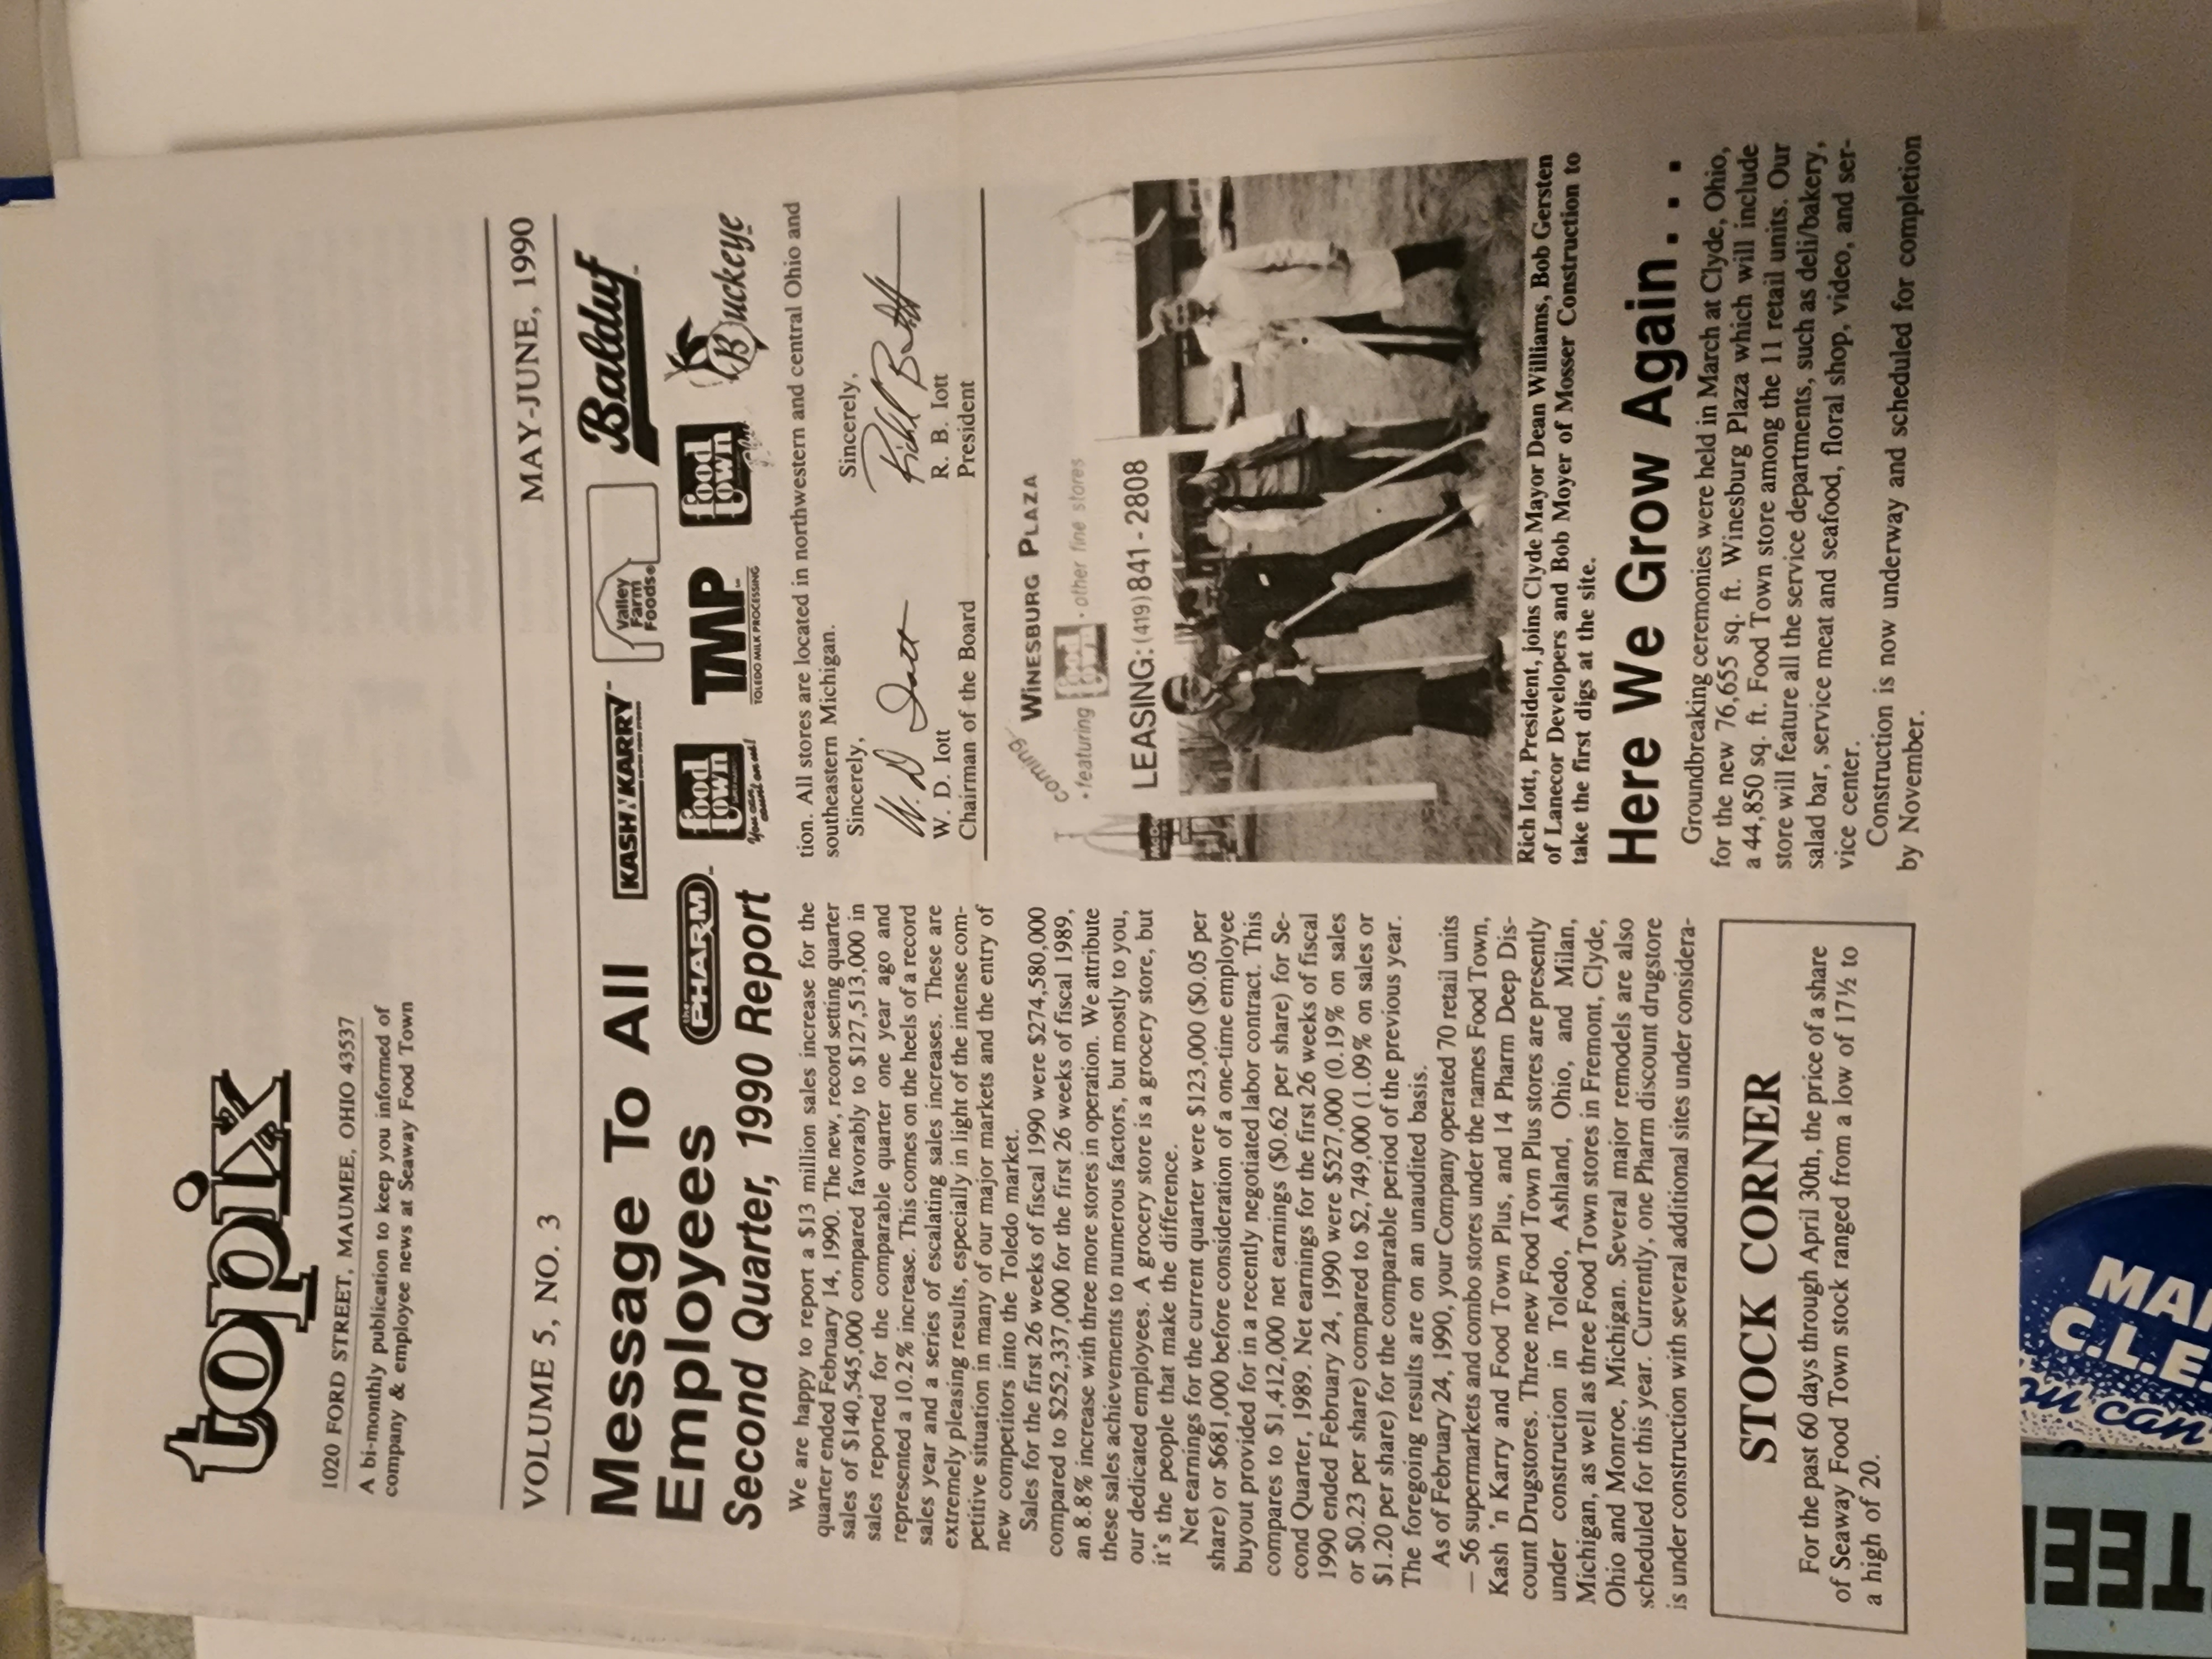 topix
1020 FORD STREET, MAUMEE, OHIO 43537
A bi-monthly publication to keep you informed of
company & employee news at Seaway Food Town
VOLUME 5, NO. 3
MAY-JUNE, 1990
Message To All
Employees
Second Quarter, 1990 Report
KASH N' KARRY
Valley
Farm
Foods
Balduf
the PHARM
food
town
You can count on us!
TMP
TOLEDO MILK PROCESSING
food
town
Plus
Buckeye
We are happy to report a $13 million sales increase for the
quarter ended February 14, 1990. The new, record setting quarter
sales of $140,545,000 compared favorably to $127,513,000 in
sales reported for the comparable quarter one year ago and
represented a 10.2% increase. This comes on the heels of a record
sales year and a series of escalating sales increases. These are
extremely pleasing results, especially in light of the intense com-
petitive situation in many of our major markets and the entry of
new competitors into the Toledo market.
Sales for the first 26 weeks of fiscal 1990 were $274,580,000
compared to $252,337,000 for the first 26 weeks of fiscal 1989,
an 8.8% increase with three more stores in operation. We attribute
these sales achievements to numerous factors, but mostly to you,
our dedicated employees. A grocery store is a grocery store, but
it's the people that make the difference.
Net earnings for the current quarter were $123,000 ($0.05 per
share) or $681,000 before consideration of a one-time employee
buyout provided for in a recently negotiated labor contract. This
compares to $1,412,000 net earnings ($0.62 per share) for Se-
cond Quarter, 1989. Net earnings for the first 26 weeks of fiscal
1990 ended February 24, 1990 were $527,000 (0.19% on sales
or $0.23 per share) compared to $2,749,000 (1.09% on sales or
$1.20 per share) for the comparable period of the previous year.
The foregoing results are on an unaudited basis.
As of February 24, 1990, your Company operated 70 retail units
— 56 supermarkets and combo stores under the names Food Town,
Kash 'n Karry and Food Town Plus, and 14 Pharm Deep Dis-
count Drugstores. Three new Food Town Plus stores are presently
under construction in Toledo, Ashland, Ohio, and Milan,
Michigan, as well as three Food Town stores in Fremont, Clyde,
Ohio and Monroe, Michigan. Several major remodels are also
scheduled for this year. Currently, one Pharm discount drugstore
is under construction with several additional sites under considera-
tion. All stores are located in northwestern and central Ohio and
southeastern Michigan.
Sincerely,
W. D. Iott
W. D. Iott
Chairman of the Board
Sincerely,
R. B. Iott
President
STOCK CORNER
For the past 60 days through April 30th, the price of a share
of Seaway Food Town stock ranged from a low of 17½ to
a high of 20.
coming
WINESBURG PLAZA
• featuring food town • other fine stores
LEASING: (419) 841-2808
Rich Iott, President, joins Clyde Mayor Dean Williams, Bob Gersten
of Lanecor Developers and Bob Moyer of Mosser Construction to
take the first digs at the site.
Here We Grow Again. . .
Groundbreaking ceremonies were held in March at Clyde, Ohio,
for the new 76,655 sq. ft. Winesburg Plaza which will include
a 44,850 sq. ft. Food Town store among the 11 retail units. Our
store will feature all the service departments, such as deli/bakery,
salad bar, service meat and seafood, floral shop, video, and ser-
vice center.
Construction is now underway and scheduled for completion
by November.
MA
C.L.E.
you can
TEE